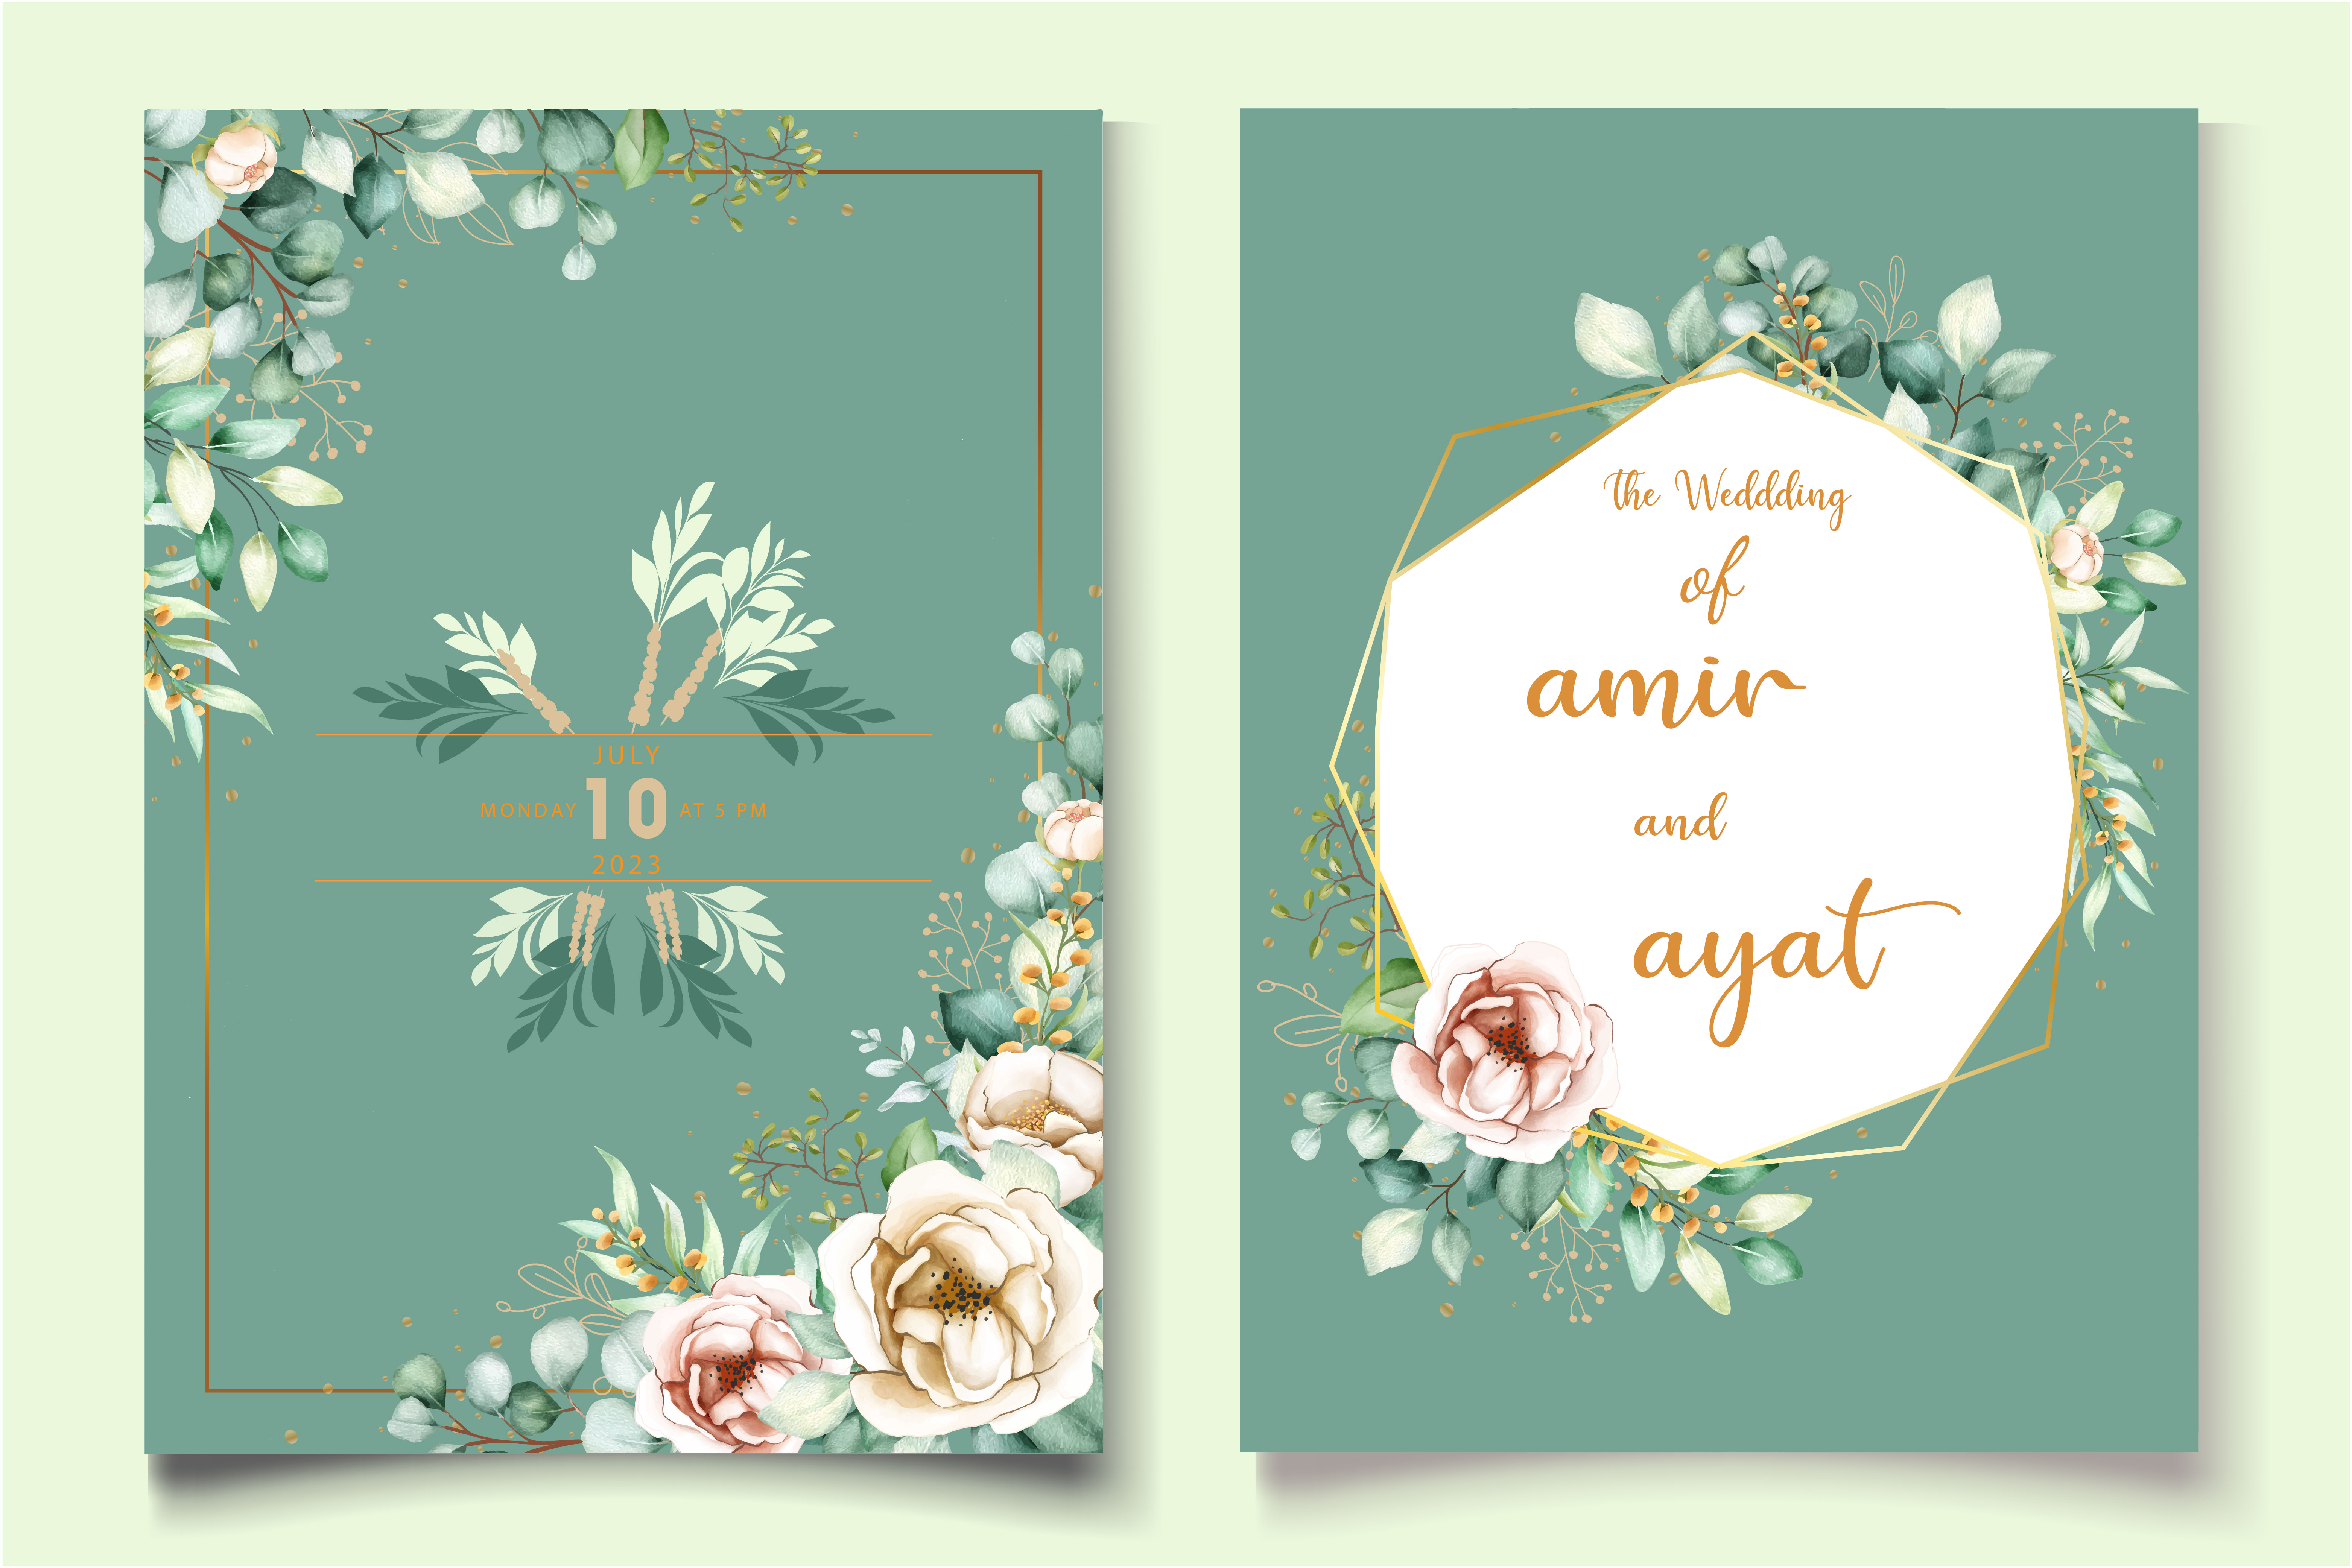 JULY
MONDAY 10 AT 5 PM
2023
the Weddding
of
amir
and
ayat